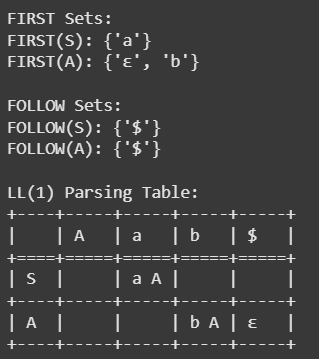 FIRST Sets:
FIRST(S): {'a'}
FIRST(A): {'ε', 'b'}

FOLLOW Sets:
FOLLOW(S): {'$'}
FOLLOW(A): {'$'}

LL(1) Parsing Table:
+----+-----+-----+-----+-----+
|    | A   | a   | b   | $   |
+====+=====+=====+=====+=====+
| S  |     | a A |     |     |
+----+-----+-----+-----+-----+
| A  |     |     | b A | ε   |
+----+-----+-----+-----+-----+